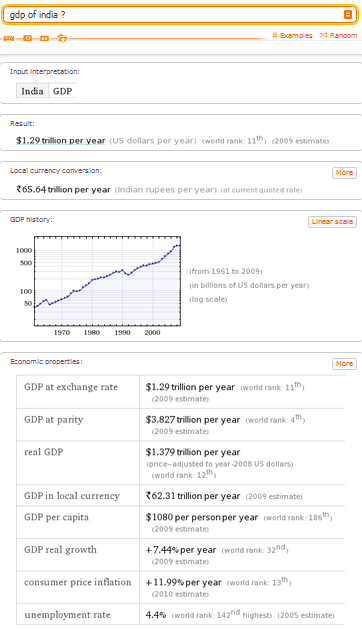 gdp of india ?
Examples Random
Input interpretation:
India GDP
Result:
$1.29 trillion per year (US dollars per year) (world rank: 11th) (2009 estimate)
Local currency conversion:
More
₹65.64 trillion per year (Indian rupees per year) (at current quoted rate)
GDP history:
Linear scale
1000
500
100
50
1970 1980 1990 2000
(from 1961 to 2009)
(in billions of US dollars per year)
(log scale)
Economic properties:
More
GDP at exchange rate $1.29 trillion per year (world rank: 11th)
(2009 estimate)
GDP at parity $3.827 trillion per year (world rank: 4th)
(2009 estimate)
real GDP $1.379 trillion per year
(price-adjusted to year-2008 US dollars)
(world rank: 12th)
GDP in local currency ₹62.31 trillion per year (2009 estimate)
GDP per capita $1080 per person per year (world rank: 186th)
(2009 estimate)
GDP real growth +7.44% per year (world rank: 32nd)
(2009 estimate)
consumer price inflation +11.99% per year (world rank: 13th)
(2010 estimate)
unemployment rate 4.4% (world rank: 142nd highest) (2005 estimate)